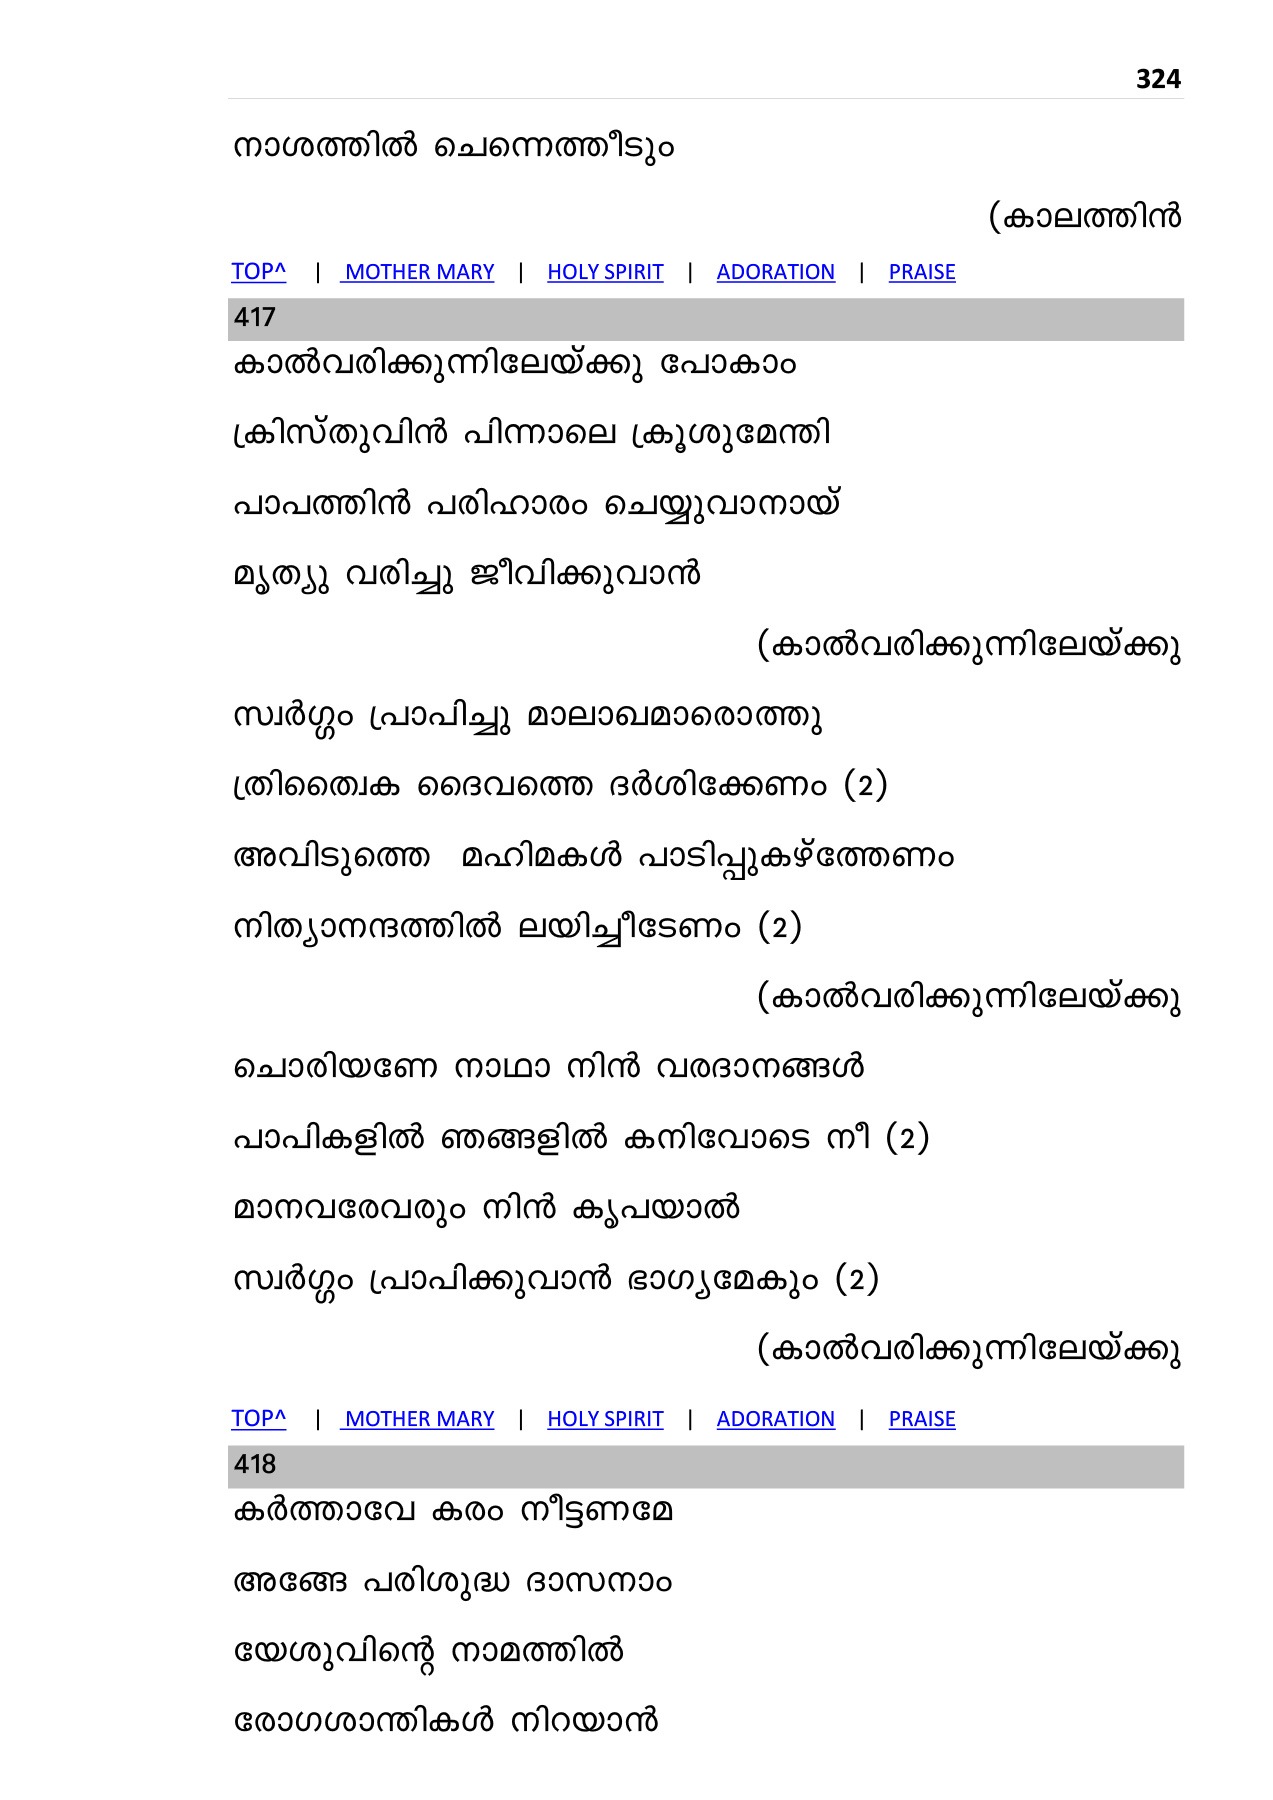 324
നാശത്തിൽ ചെന്നെത്തീടും
(കാലത്തിൻ
TOP^ | MOTHER MARY | HOLY SPIRIT | ADORATION | PRAISE
417
കാൽവരിക്കുന്നിലേയ്ക്കു പോകാം
ക്രിസ്തുവിൻ പിന്നാലെ ക്രൂശുമേന്തി
പാപത്തിൻ പരിഹാരം ചെയ്യുവാനായ്
മൃത്യു വരിച്ചു ജീവിക്കുവാൻ
(കാൽവരിക്കുന്നിലേയ്ക്കു
സ്വർഗ്ഗം പ്രാപിച്ചു മാലാഖമാരൊത്തു
ത്രിത്വൈക ദൈവത്തെ ദർശിക്കേണം (2)
അവിടുത്തെ മഹിമകൾ പാടിപ്പുകഴ്ത്തേണം
നിത്യാനന്ദത്തിൽ ലയിച്ചീടേണം (2)
(കാൽവരിക്കുന്നിലേയ്ക്കു
ചൊരിയണേ നാഥാ നിൻ വരദാനങ്ങൾ
പാപികളിൽ ഞങ്ങളിൽ കനിവോടെ നീ (2)
മാനവരേവരും നിൻ കൃപയാൽ
സ്വർഗ്ഗം പ്രാപിക്കുവാൻ ഭാഗ്യമേകും (2)
(കാൽവരിക്കുന്നിലേയ്ക്കു
TOP^ | MOTHER MARY | HOLY SPIRIT | ADORATION | PRAISE
418
കർത്താവേ കരം നീട്ടണമേ
അങ്ങേ പരിശുദ്ധ ദാസനാം
യേശുവിന്റെ നാമത്തിൽ
രോഗശാന്തികൾ നിറയാൻ